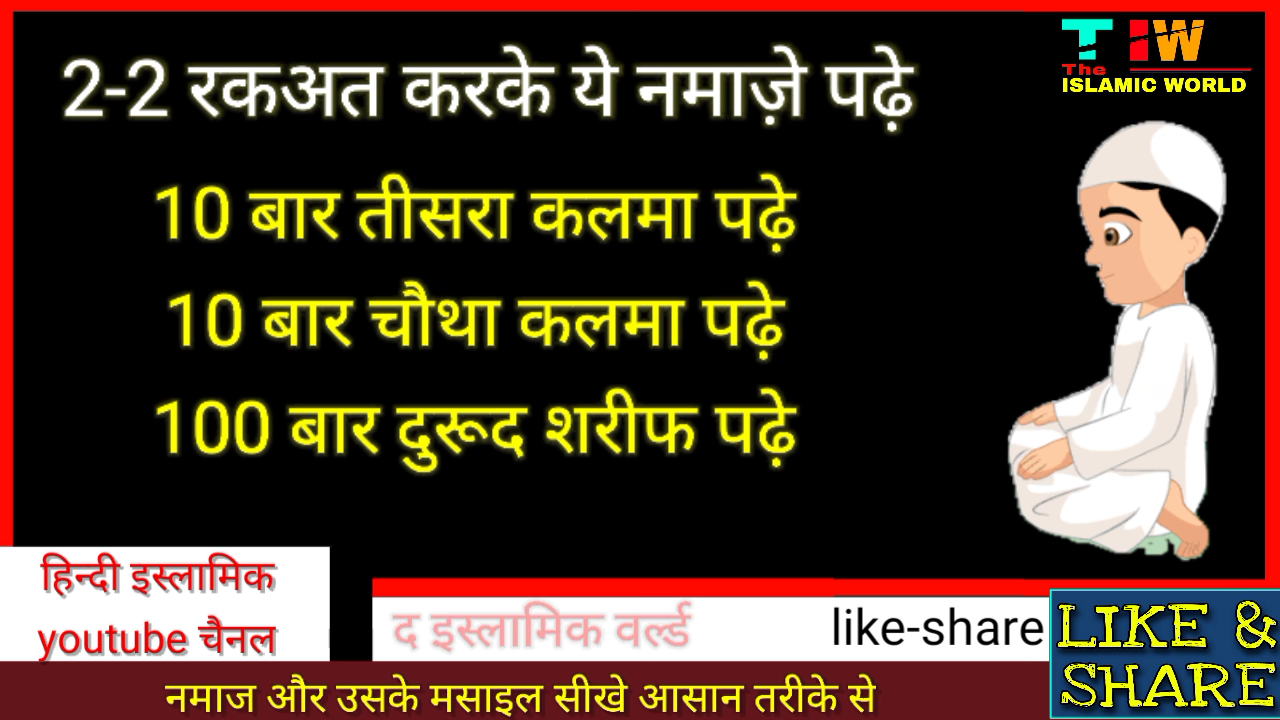 2-2 रकअत करके ये नमाज़े पढ़े
TIW
The
ISLAMIC WORLD
10 बार तीसरा कलमा पढ़े
10 बार चौथा कलमा पढ़े
100 बार दुरूद शरीफ पढ़े
हिन्दी इस्लामिक
youtube चैनल
द इस्लामिक वर्ल्ड
like-share
LIKE &
SHARE
नमाज और उसके मसाइल सीखे आसान तरीके से